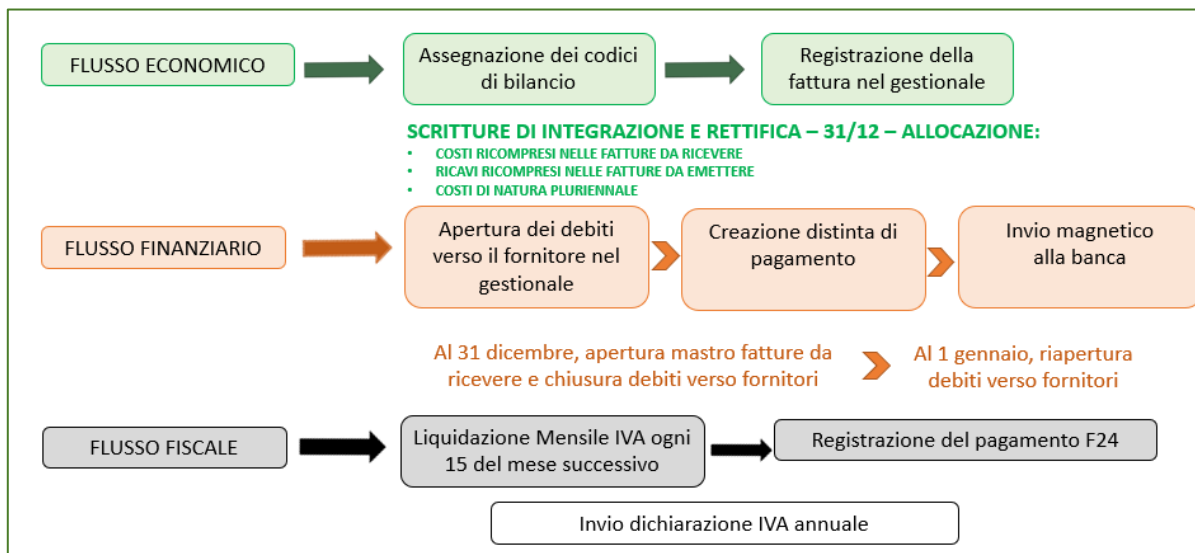 FLUSSO ECONOMICO
Assegnazione dei codici
di bilancio
Registrazione della
fattura nel gestionale
SCRITTURE DI INTEGRAZIONE E RETTIFICA – 31/12 – ALLOCAZIONE:
• COSTI RICOMPRESI NELLE FATTURE DA RICEVERE
• RICAVI RICOMPRESI NELLE FATTURE DA EMETTERE
• COSTI DI NATURA PLURIENNALE
FLUSSO FINANZIARIO
Apertura dei debiti
verso il fornitore nel
gestionale
Creazione distinta di
pagamento
Invio magnetico
alla banca
Al 31 dicembre, apertura mastro fatture da
ricevere e chiusura debiti verso fornitori
Al 1 gennaio, riapertura
debiti verso fornitori
FLUSSO FISCALE
Liquidazione Mensile IVA ogni
15 del mese successivo
Registrazione del pagamento F24
Invio dichiarazione IVA annuale